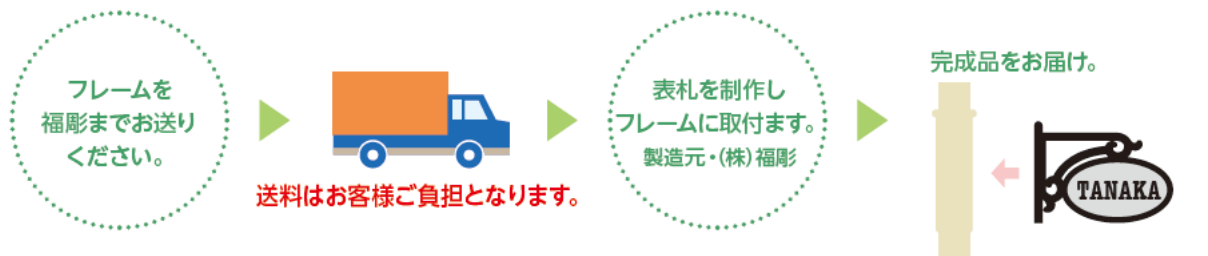 フレームを
福彫までお送り
ください。
送料はお客様ご負担となります。
表札を制作し
フレームに取付ます。
製造元・(株)福彫
完成品をお届け。
TANAKA